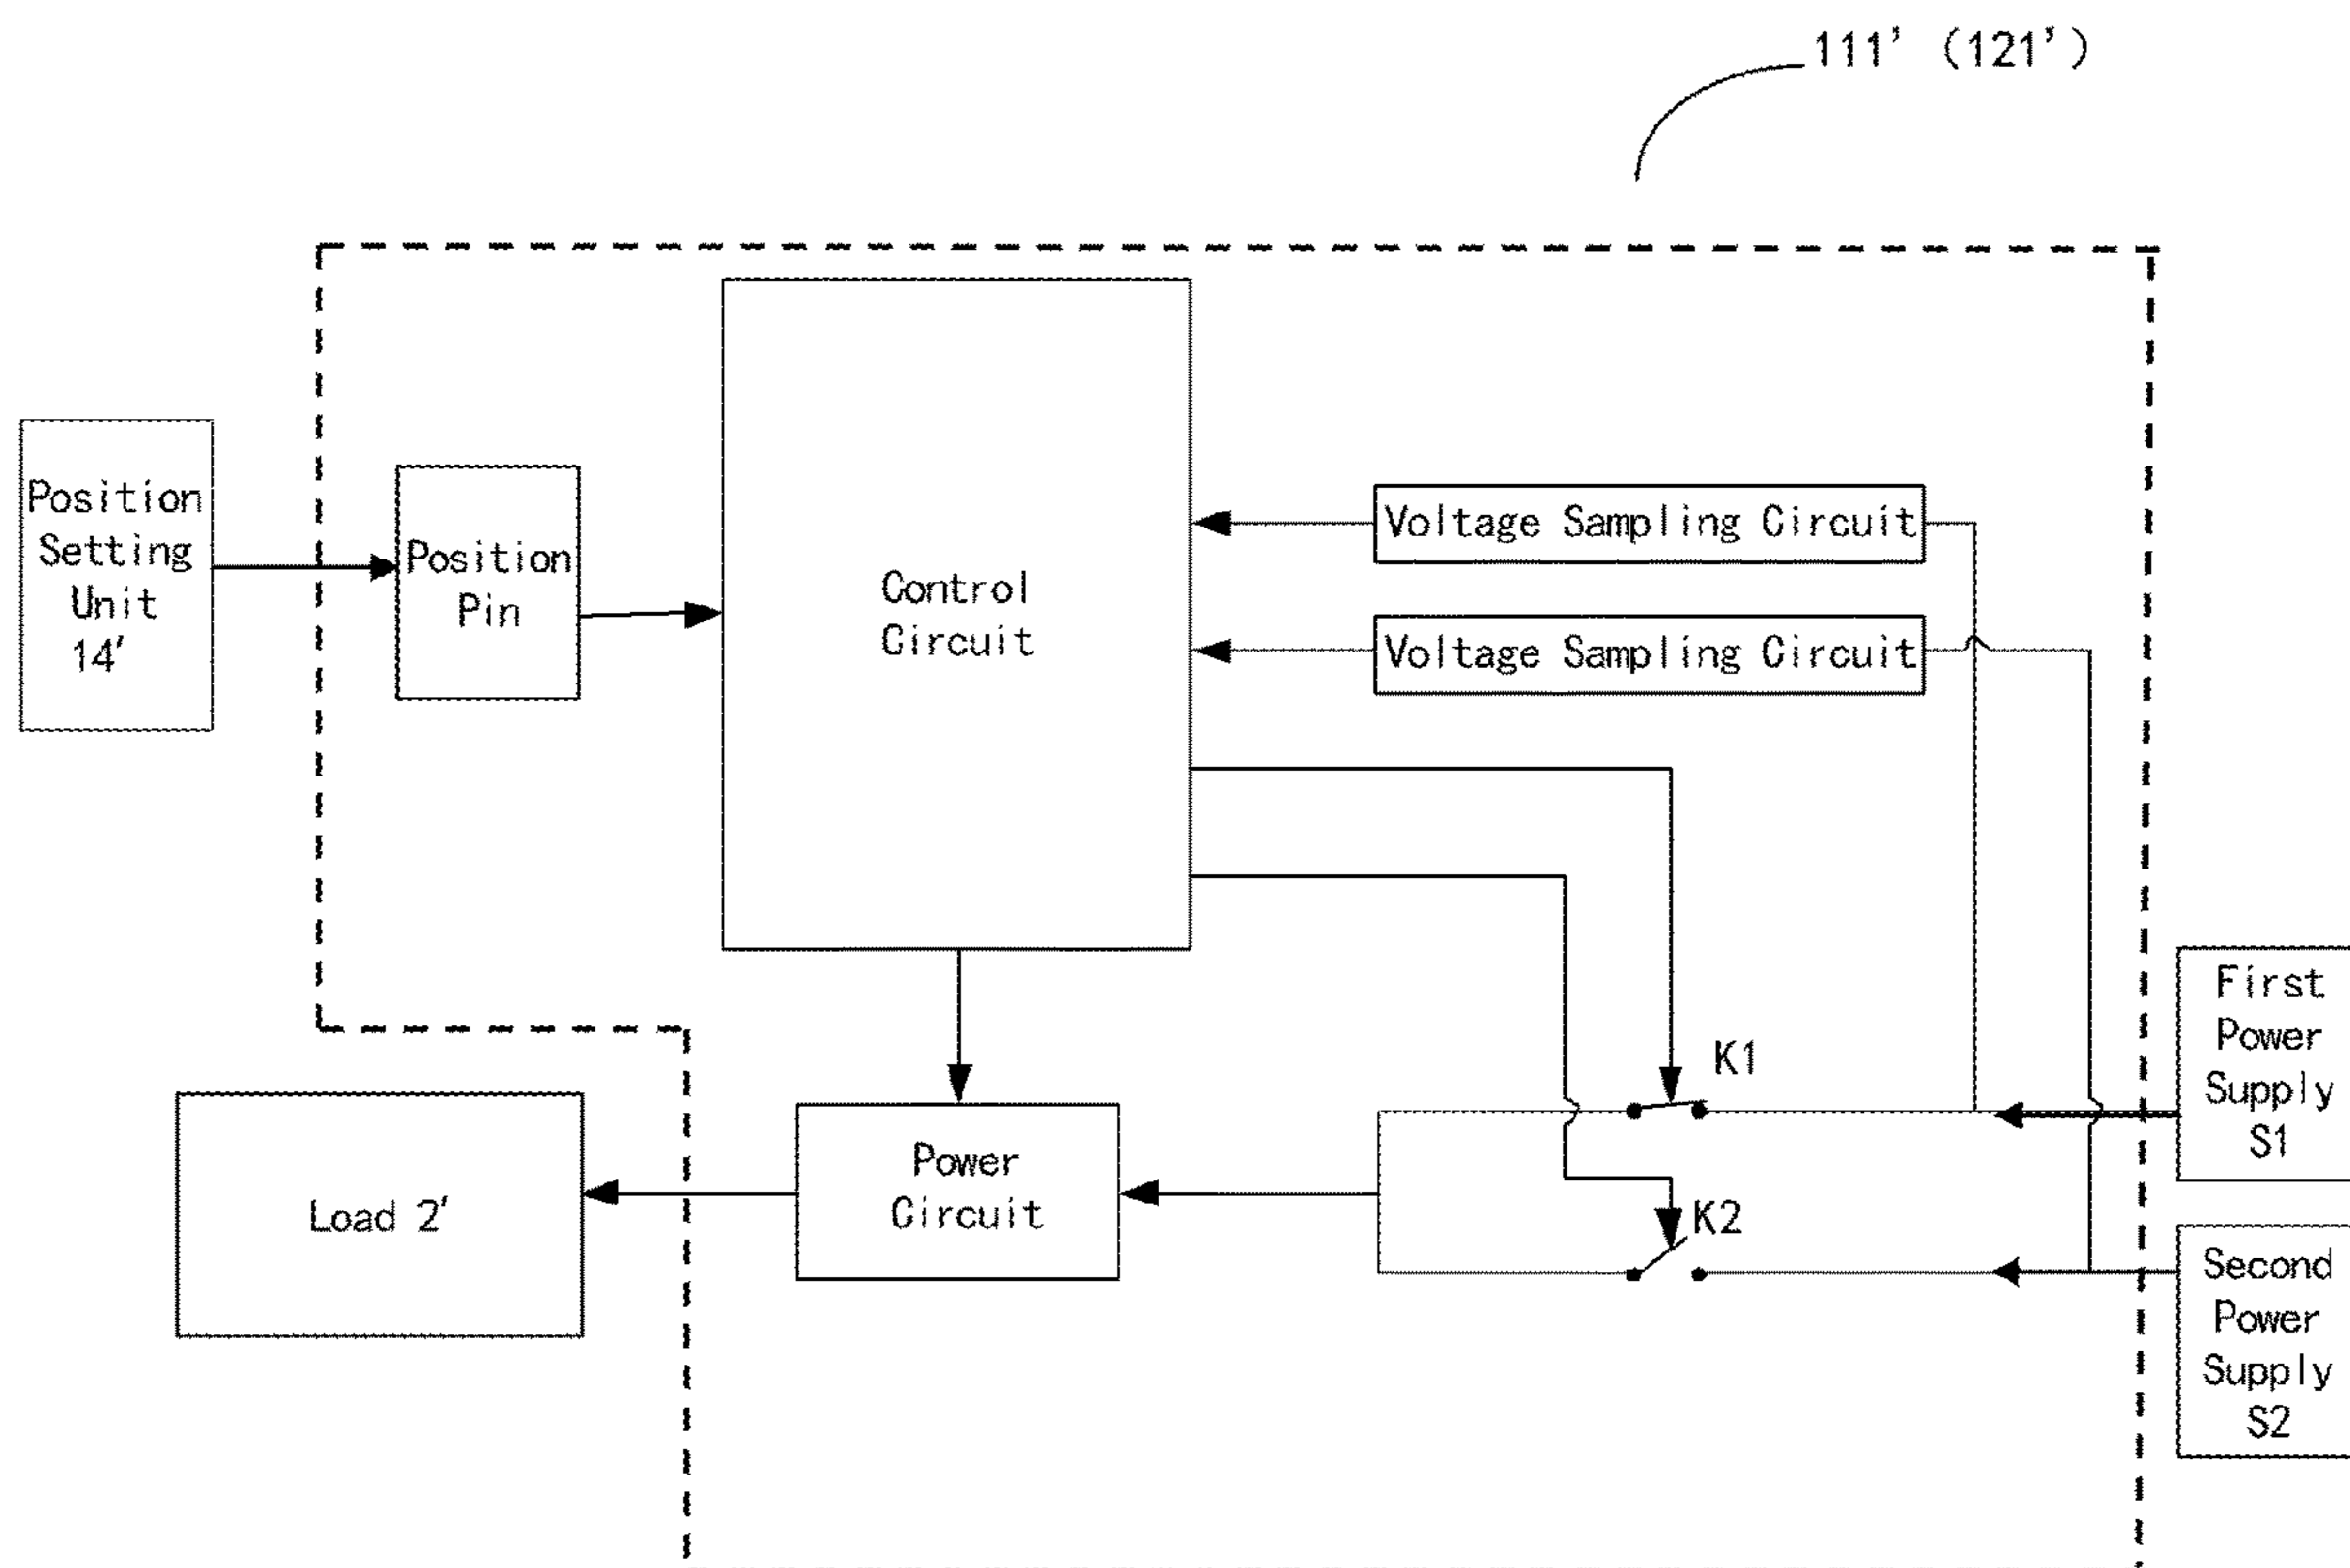 111' (121')
Position
Setting
Unit
14'
Position
Pin
Control
Circuit
Voltage Sampling Circuit
Voltage Sampling Circuit
K1
K2
First
Power
Supply
S1
Second
Power
Supply
S2
Power
Circuit
Load 2'